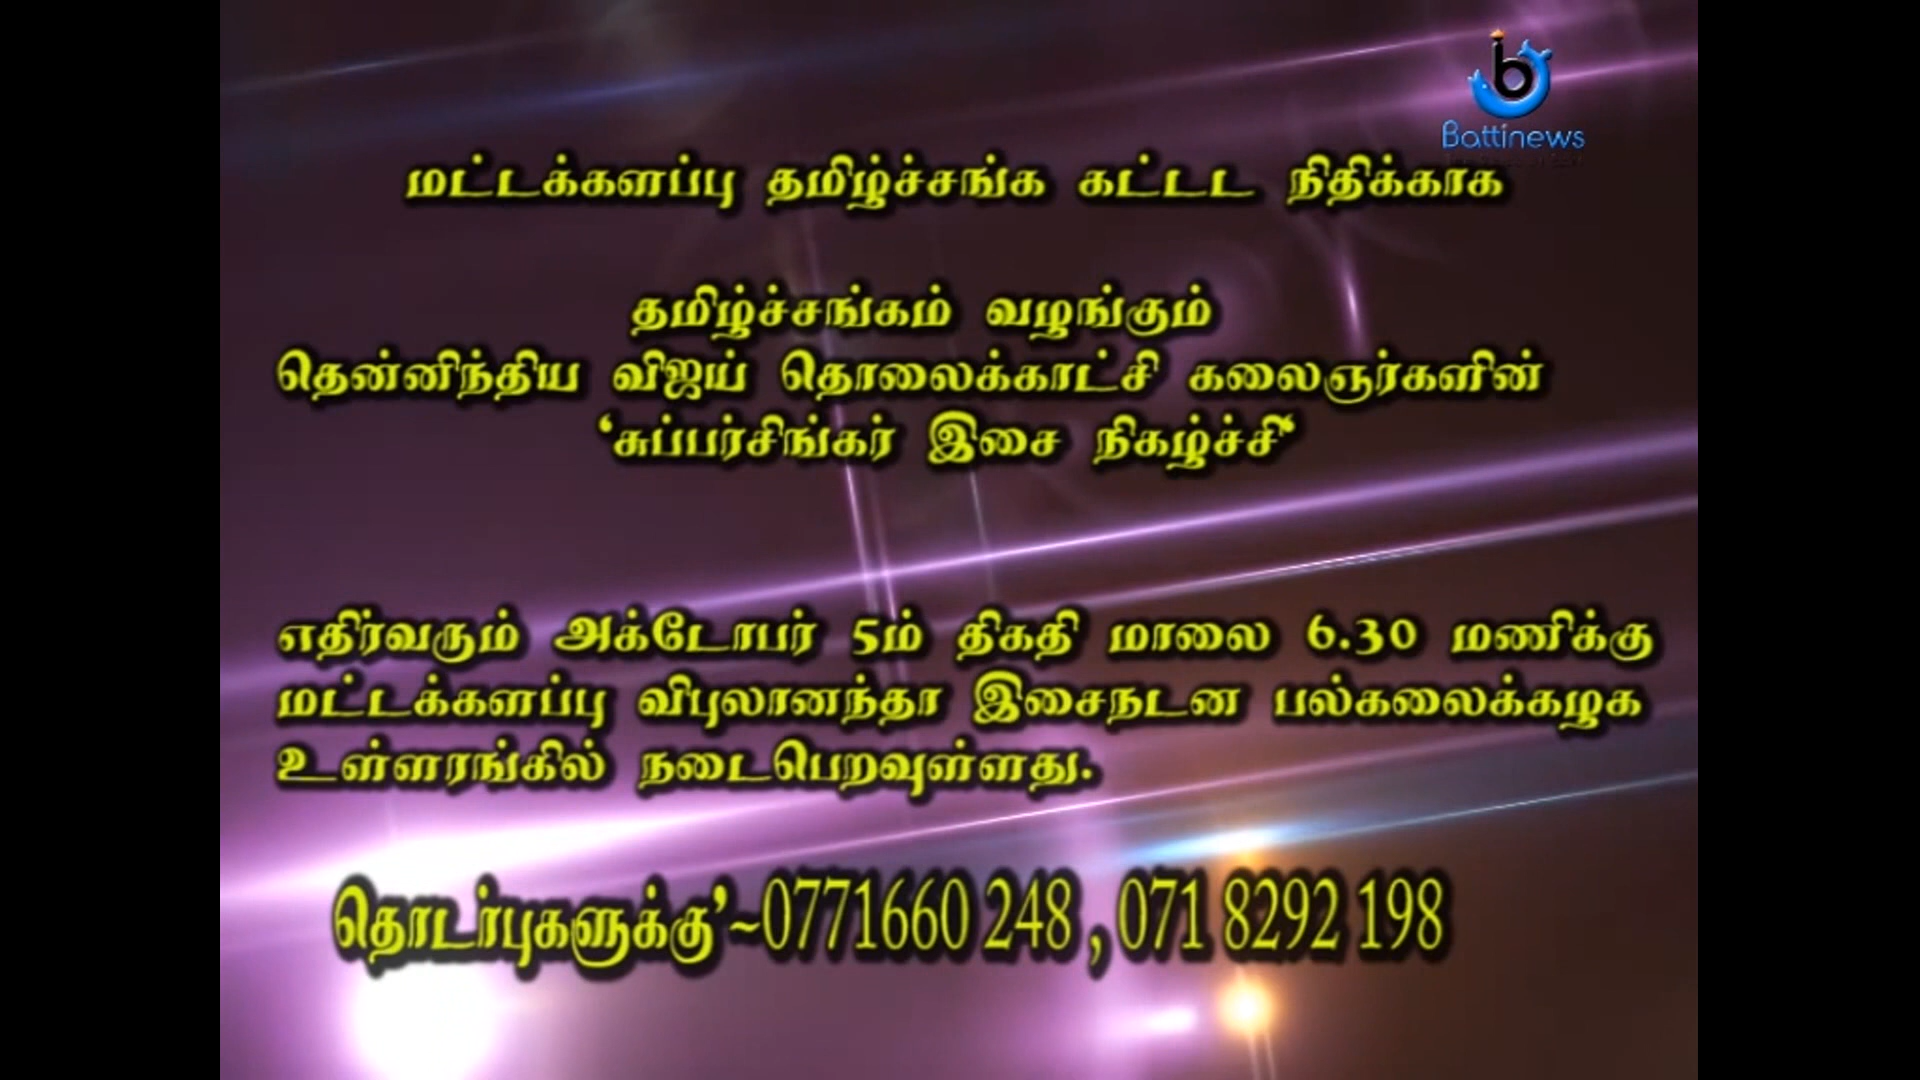 Battinews
மட்டக்களப்பு தமிழ்ச்சங்க கட்டட நிதிக்காக
தமிழ்ச்சங்கம் வழங்கும்
தென்னிந்திய விஜய் தொலைக்காட்சி கலைஞர்களின்
‘சுப்பர்சிங்கர் இசை நிகழ்ச்சி‘
எதிர்வரும் அக்டோபர் 5ம் திகதி மாலை 6.30 மணிக்கு
மட்டக்களப்பு விபுலானந்தா இசைநடன பல்கலைக்கழக
உள்ளரங்கில் நடைபெறவுள்ளது.
தொடர்புகளுக்கு’~0771660 248 , 071 8292 198